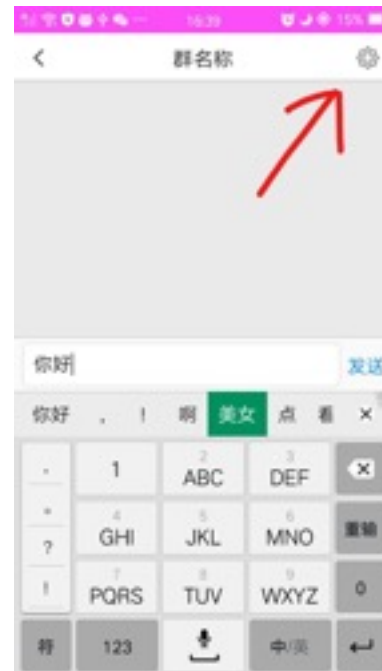 16:39 15%
群名称
你好 发送
你好 , ! 啊 美女 点 看 ×
, 1 2 ABC 3 DEF
。 4 GHI 5 JKL 6 MNO 重输
?
! 7 PQRS 8 TUV 9 WXYZ 0
符 123 中/英